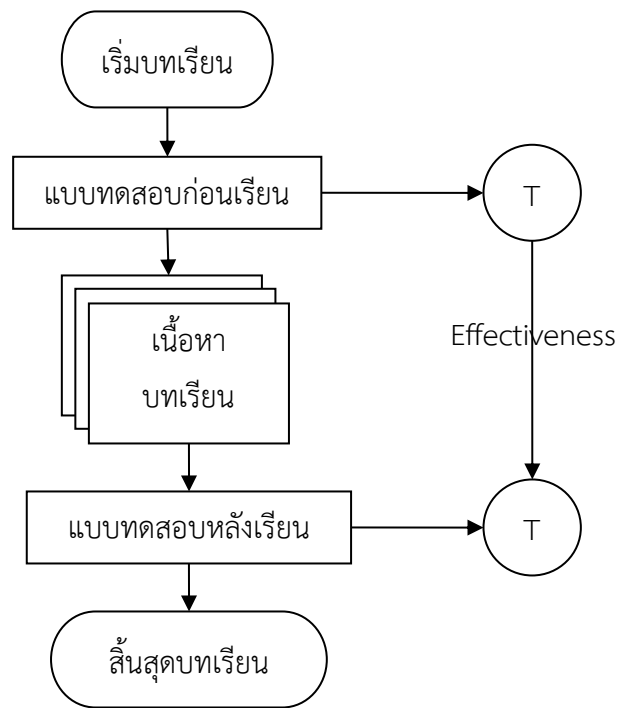 เริ่มบทเรียน
แบบทดสอบก่อนเรียน
T
เนื้อหา
บทเรียน
Effectiveness
แบบทดสอบหลังเรียน
T
สิ้นสุดบทเรียน